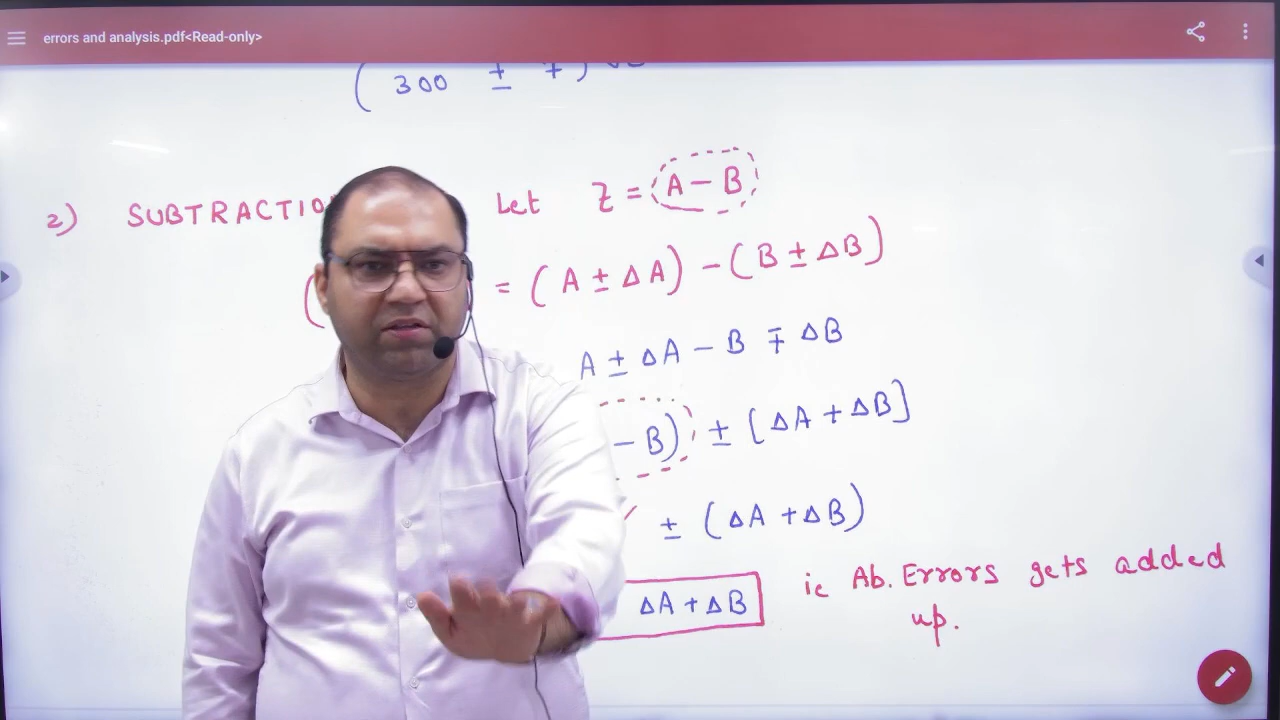 errors and analysis.pdf<Read-only>
( 300 ± 7 )
2) SUBTRACTIO Let Z = (A − B)
( = (A ± ΔA) − (B ± ΔB)
A ± ΔA − B ∓ ΔB
− B) ± [ΔA + ΔB]
± (ΔA + ΔB)
ΔA + ΔB ie Ab. Errors gets added
up.